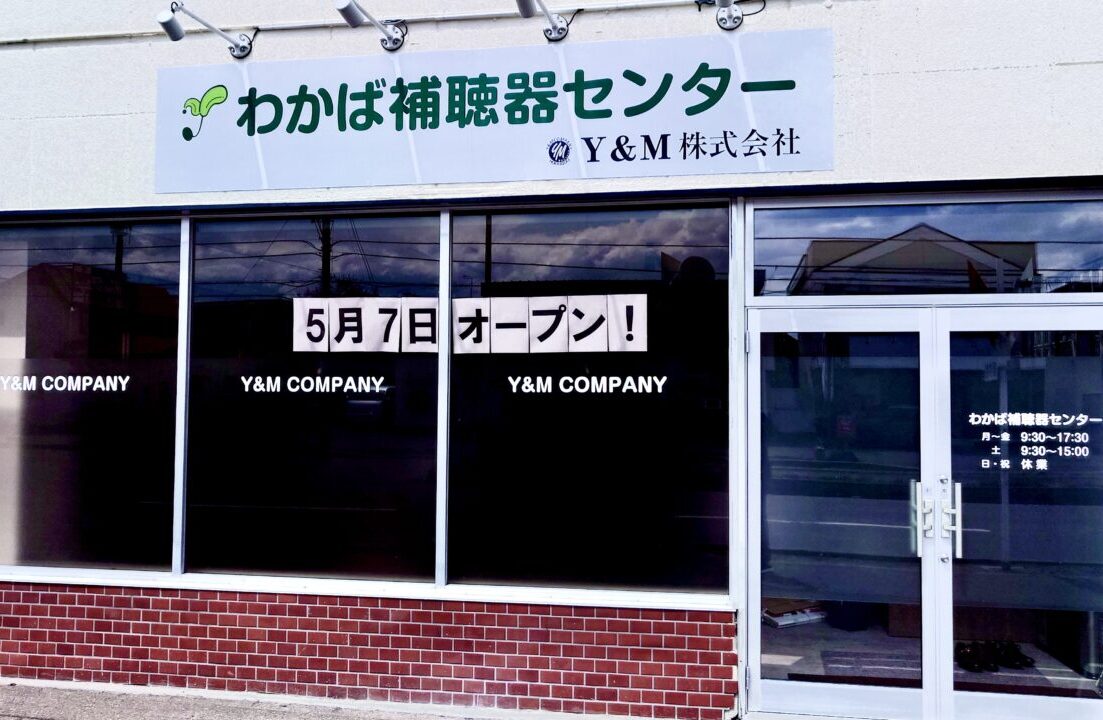 わかば補聴器センター
YM Y&M 株式会社
5月7日オープン！
Y&M COMPANY
Y&M COMPANY
Y&M COMPANY
わかば補聴器センター
月～金 9:30～17:30
土 9:30～15:00
日・祝 休業